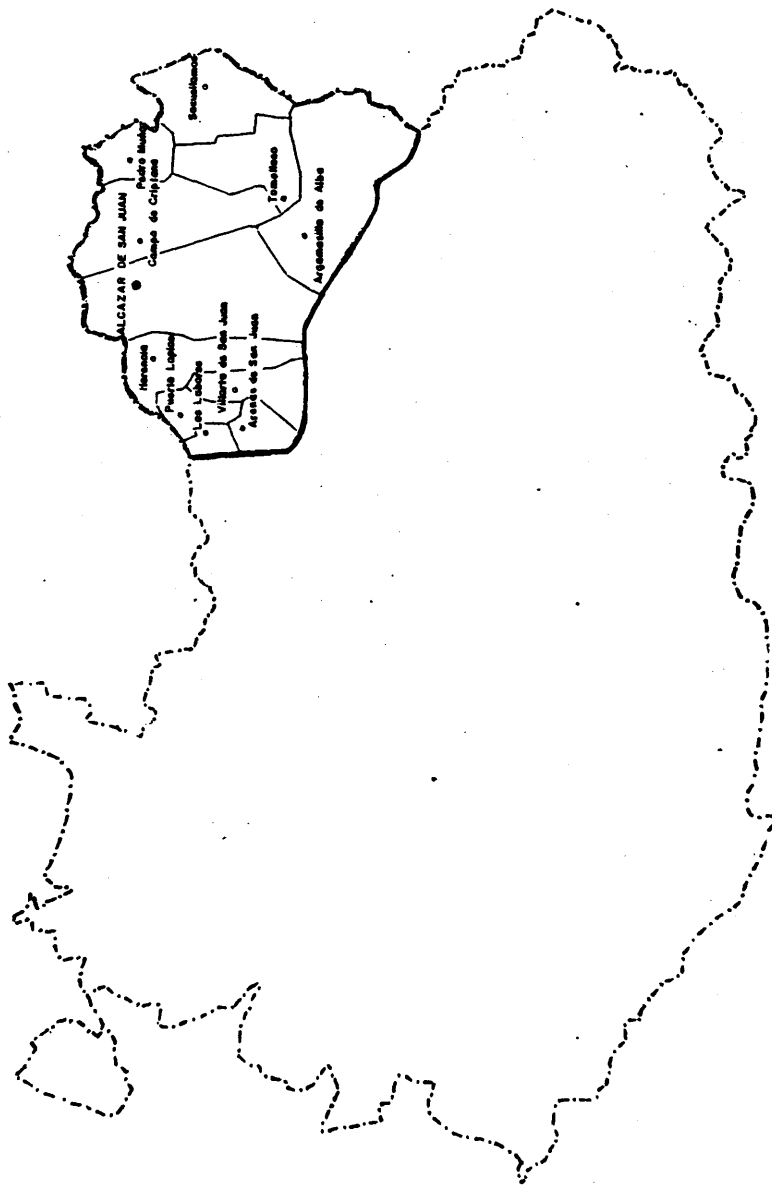 Socuéllamos
Pedro Muñoz
Campo de Criptana
ALCAZAR DE SAN JUAN
Tomelloso
Argamasilla de Alba
Herencia
Puerto Lapice
Las Labores
Villarta de San Juan
Arenas de San Juan